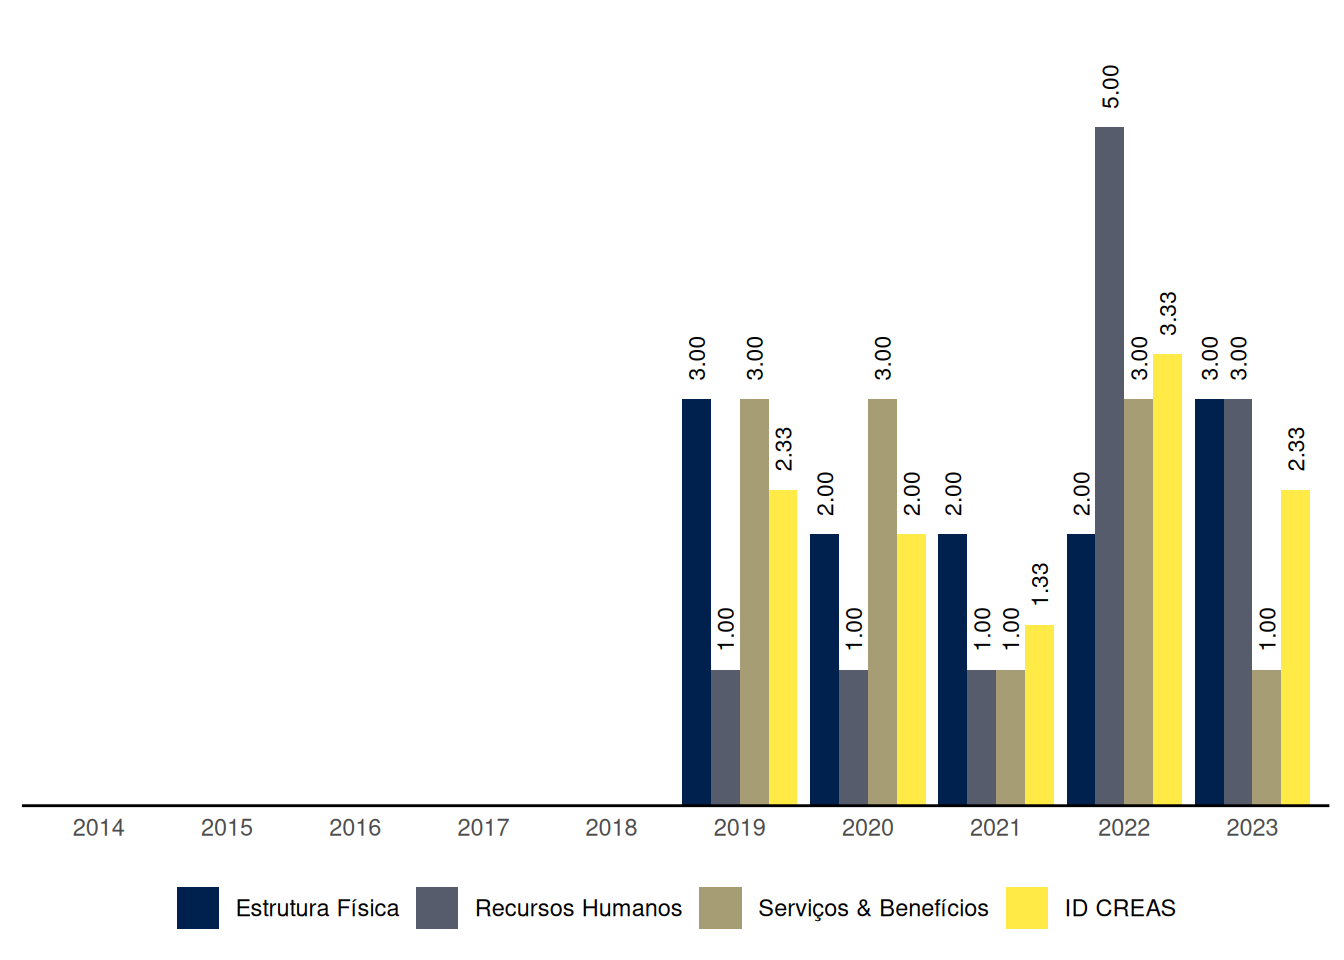 5.00
3.33
3.00 3.00 3.00 3.00 3.00 3.00
2.33 2.33
2.00 2.00 2.00 2.00
1.33
1.00 1.00 1.00 1.00 1.00
2014 2015 2016 2017 2018 2019 2020 2021 2022 2023
Estrutura Física Recursos Humanos Serviços & Benefícios ID CREAS